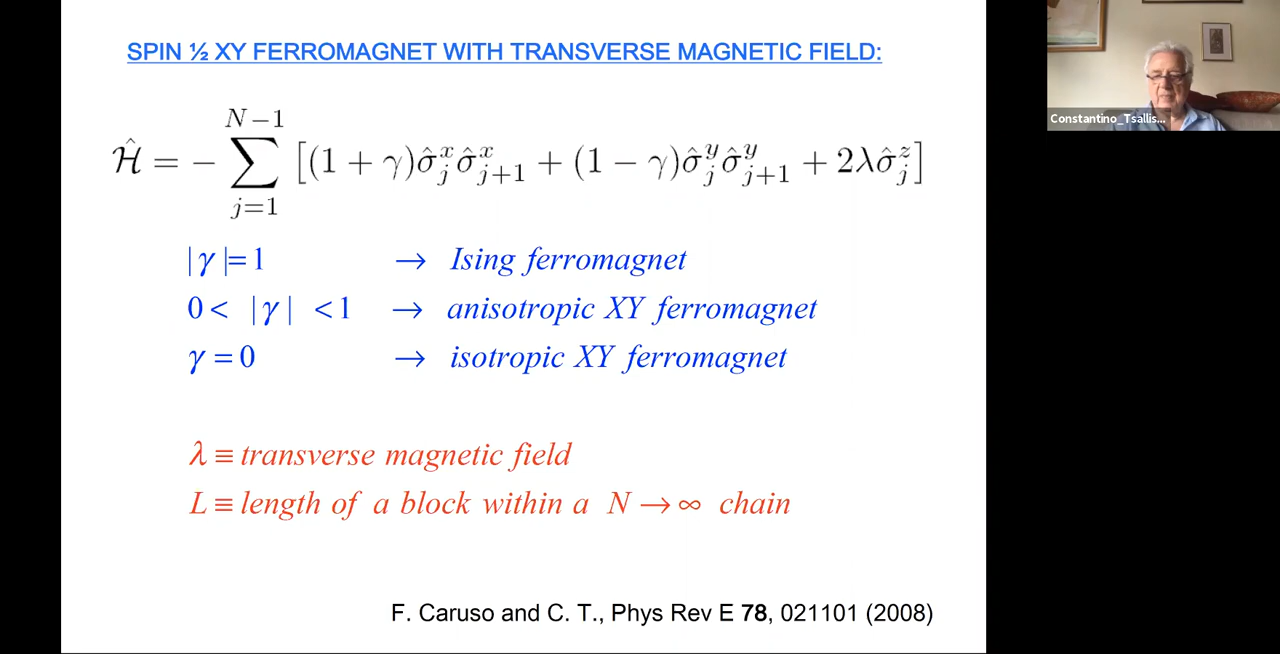 SPIN ½ XY FERROMAGNET WITH TRANSVERSE MAGNETIC FIELD:
Ĥ = − ∑_{j=1}^{N−1} [(1 + γ)σ̂_j^x σ̂_{j+1}^x + (1 − γ)σ̂_j^y σ̂_{j+1}^y + 2λσ̂_j^z]
|γ|=1 → Ising ferromagnet
0< |γ| <1 → anisotropic XY ferromagnet
γ = 0 → isotropic XY ferromagnet
λ ≡ transverse magnetic field
L ≡ length of a block within a N → ∞ chain
F. Caruso and C. T., Phys Rev E 78, 021101 (2008)
Constantino_Tsallis...